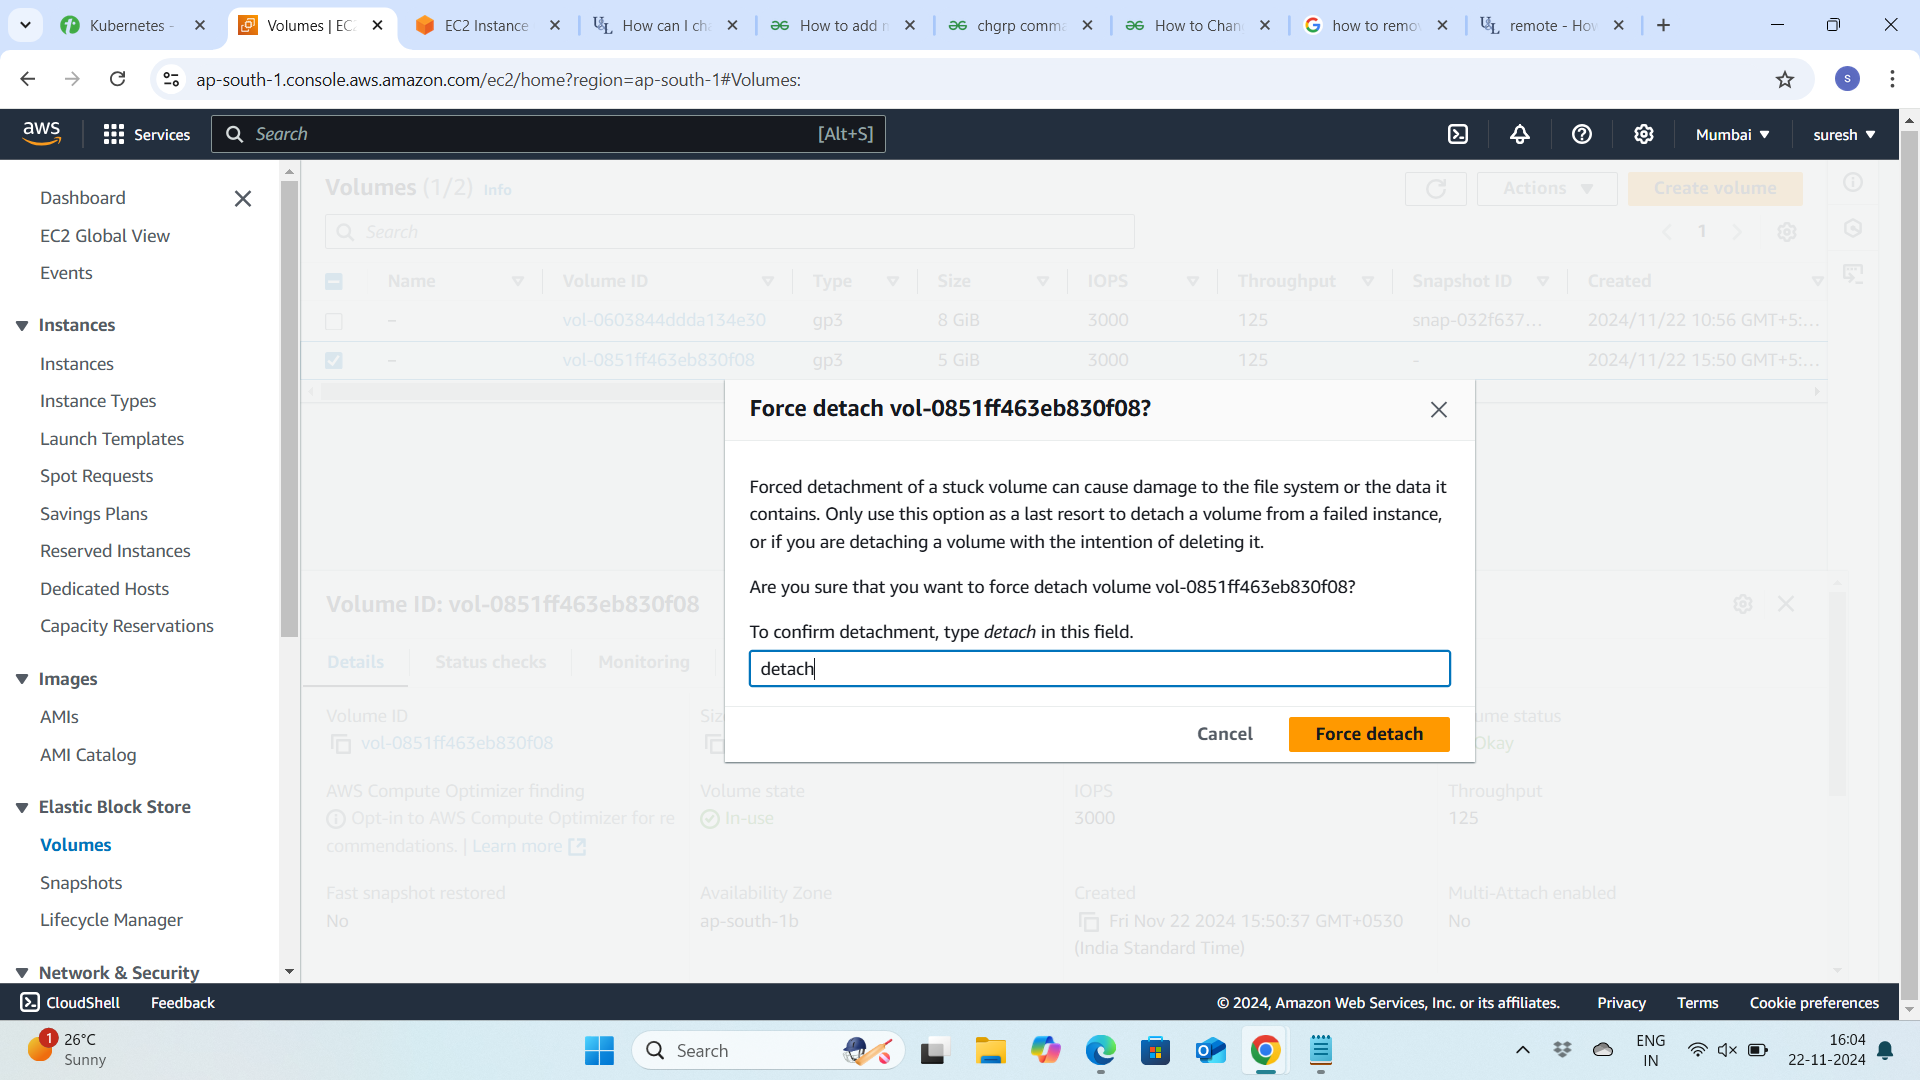 Kubernetes -
Volumes | EC
EC2 Instance
How can I cha
How to add n
chgrp comma
How to Chan
how to remov
remote - How
ap-south-1.console.aws.amazon.com/ec2/home?region=ap-south-1#Volumes:
S
aws
Services
Search
[Alt+S]
Mumbai
suresh
Dashboard
EC2 Global View
Events
Instances
Instances
Instance Types
Launch Templates
Spot Requests
Savings Plans
Reserved Instances
Dedicated Hosts
Capacity Reservations
Images
AMIs
AMI Catalog
Elastic Block Store
Volumes
Snapshots
Lifecycle Manager
Network & Security
Volumes (1/2) Info
Actions
Create volume
Search
1
Name Volume ID Type Size IOPS Throughput Snapshot ID Created
– vol-0603844ddda134e30 gp3 8 GiB 3000 125 snap-032f637... 2024/11/22 10:56 GMT+5:...
– vol-0851ff463eb830f08 gp3 5 GiB 3000 125 - 2024/11/22 15:50 GMT+5:...
Force detach vol-0851ff463eb830f08?
Forced detachment of a stuck volume can cause damage to the file system or the data it
contains. Only use this option as a last resort to detach a volume from a failed instance,
or if you are detaching a volume with the intention of deleting it.
Are you sure that you want to force detach volume vol-0851ff463eb830f08?
To confirm detachment, type detach in this field.
detach
Cancel
Force detach
Volume ID: vol-0851ff463eb830f08
Details
Status checks
Monitoring
Volume ID
vol-0851ff463eb830f08
Siz
ume status
Okay
AWS Compute Optimizer finding
Opt-in to AWS Compute Optimizer for re
commendations. | Learn more
Volume state
In-use
IOPS
3000
Throughput
125
Fast snapshot restored
No
Availability Zone
ap-south-1b
Created
Fri Nov 22 2024 15:50:37 GMT+0530
(India Standard Time)
Multi-Attach enabled
No
CloudShell
Feedback
© 2024, Amazon Web Services, Inc. or its affiliates.
Privacy
Terms
Cookie preferences
1
26°C
Sunny
Search
ENG
IN
16:04
22-11-2024